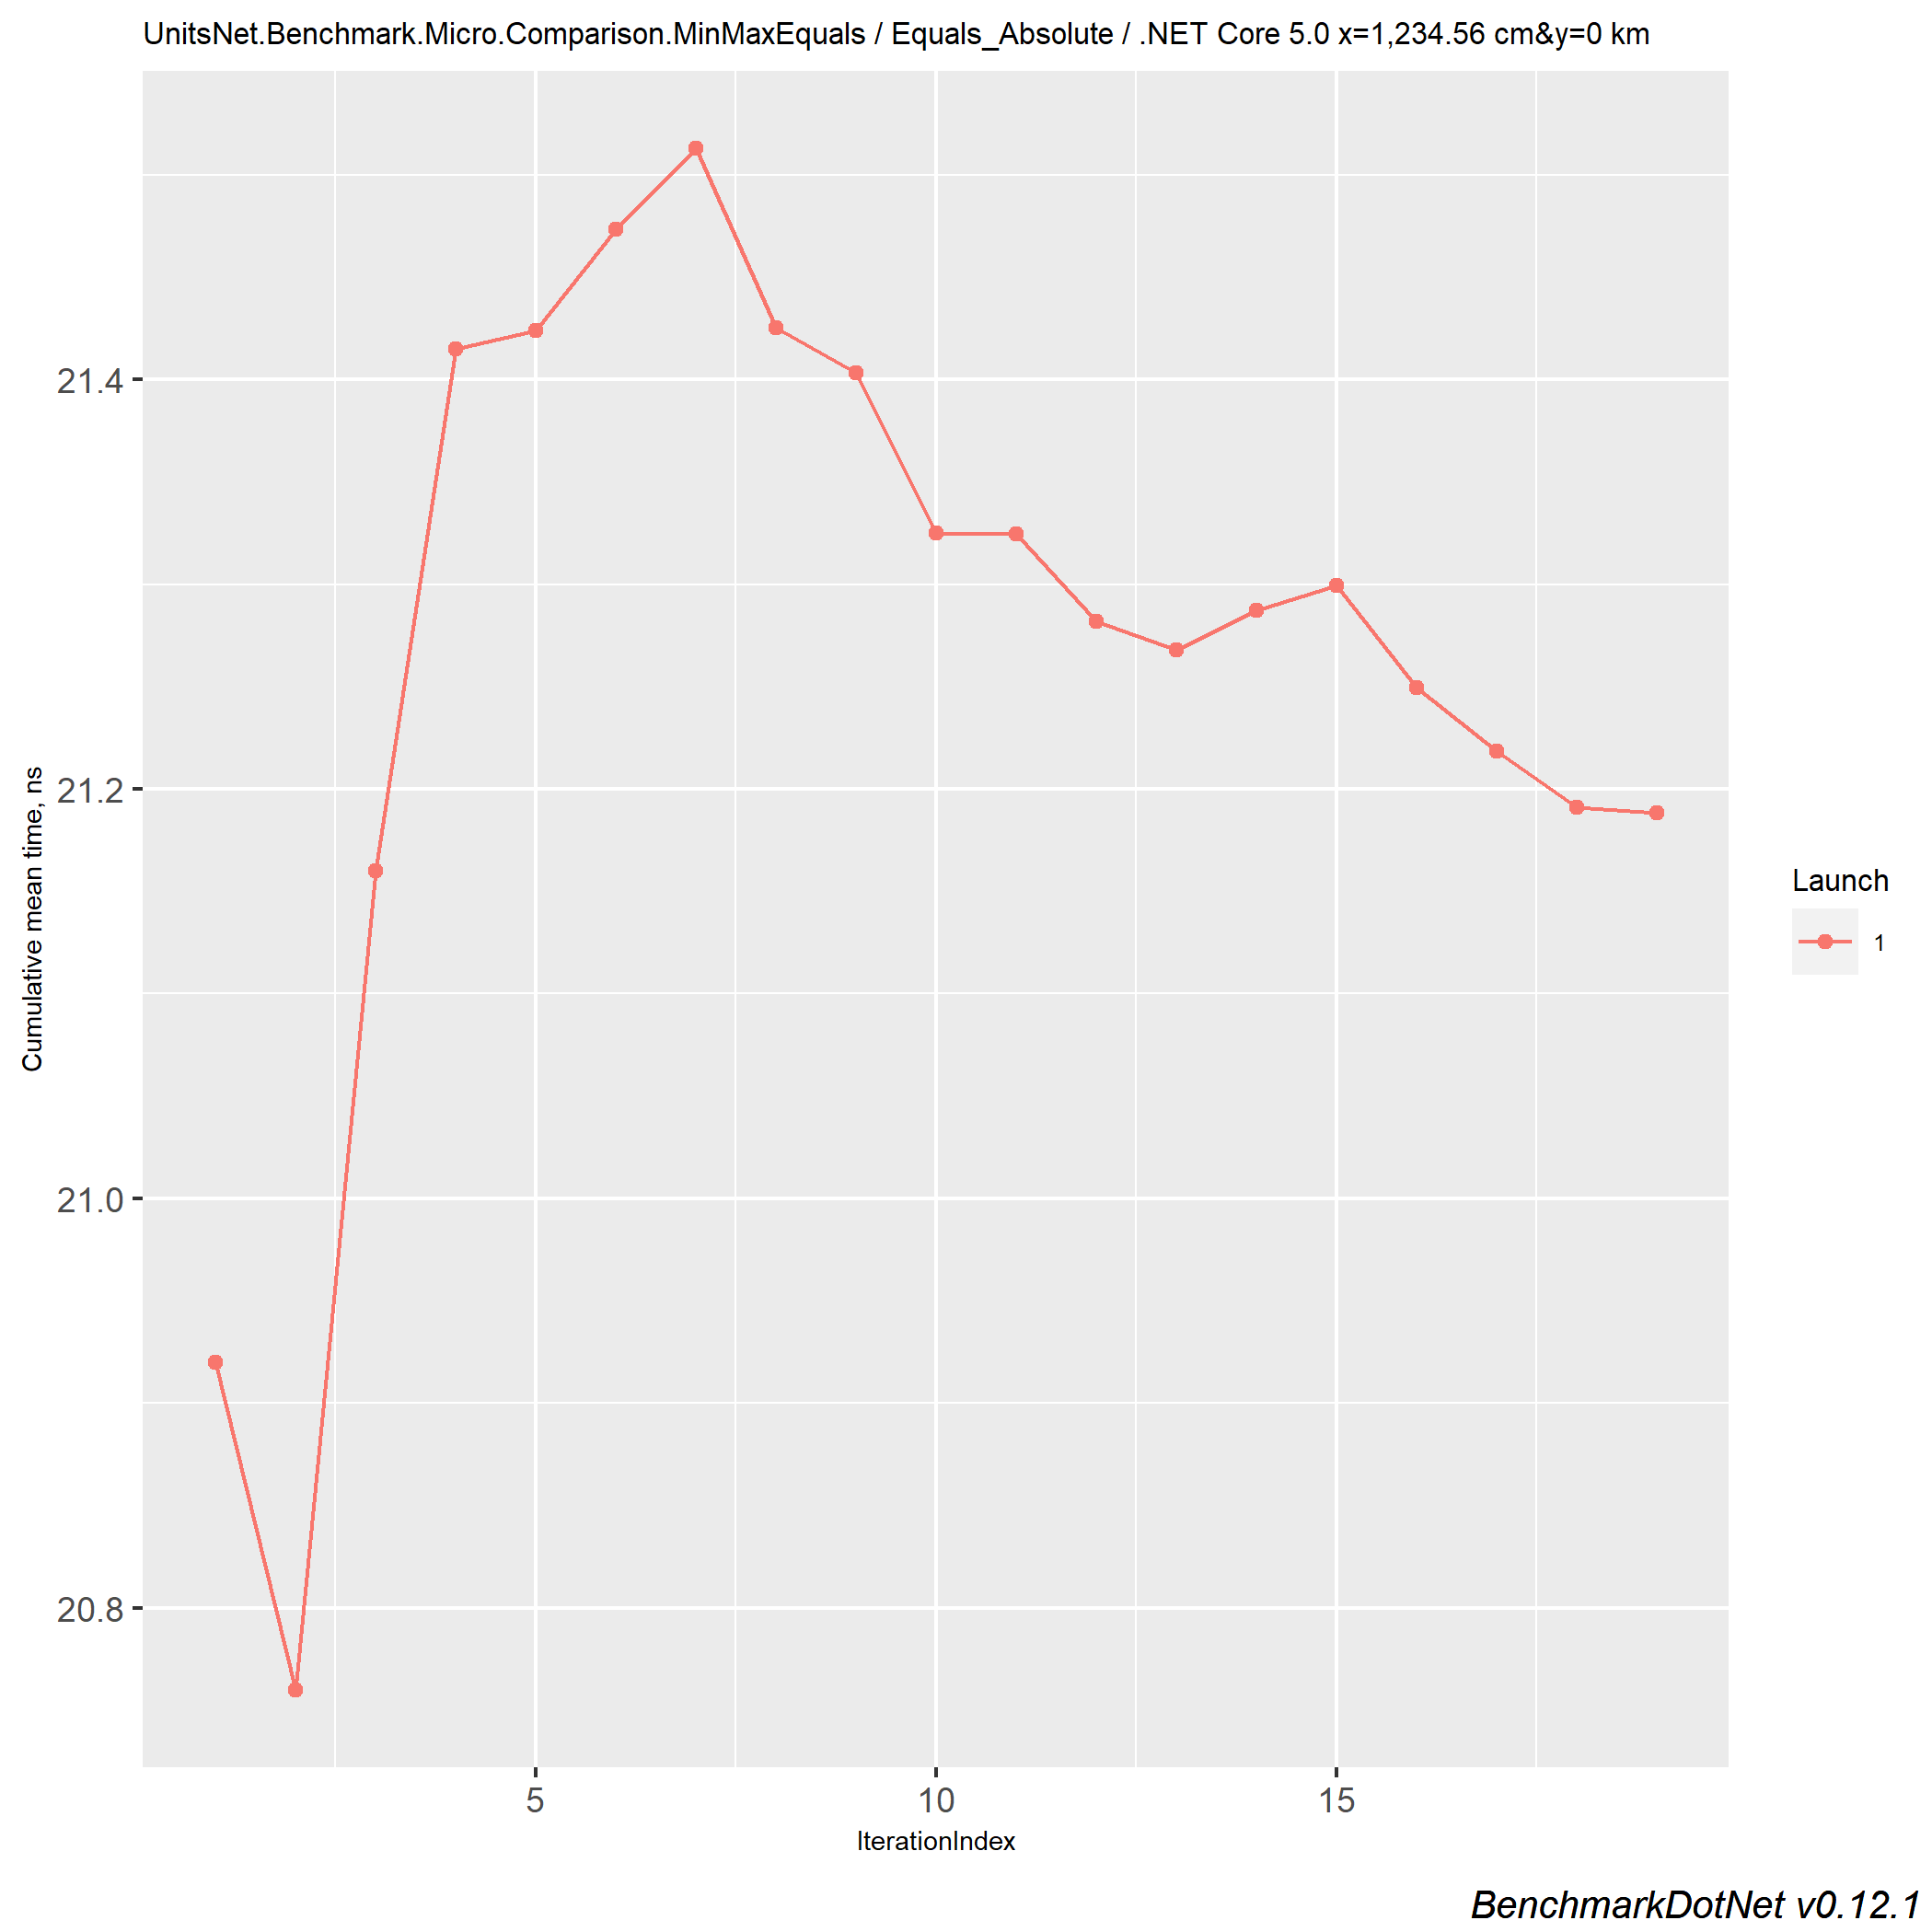 UnitsNet.Benchmark.Micro.Comparison.MinMaxEquals / Equals_Absolute / .NET Core 5.0 x=1,234.56 cm&y=0 km
21.4
21.2
21.0
20.8
Cumulative mean time, ns
5
10
15
IterationIndex
Launch
1
BenchmarkDotNet v0.12.1